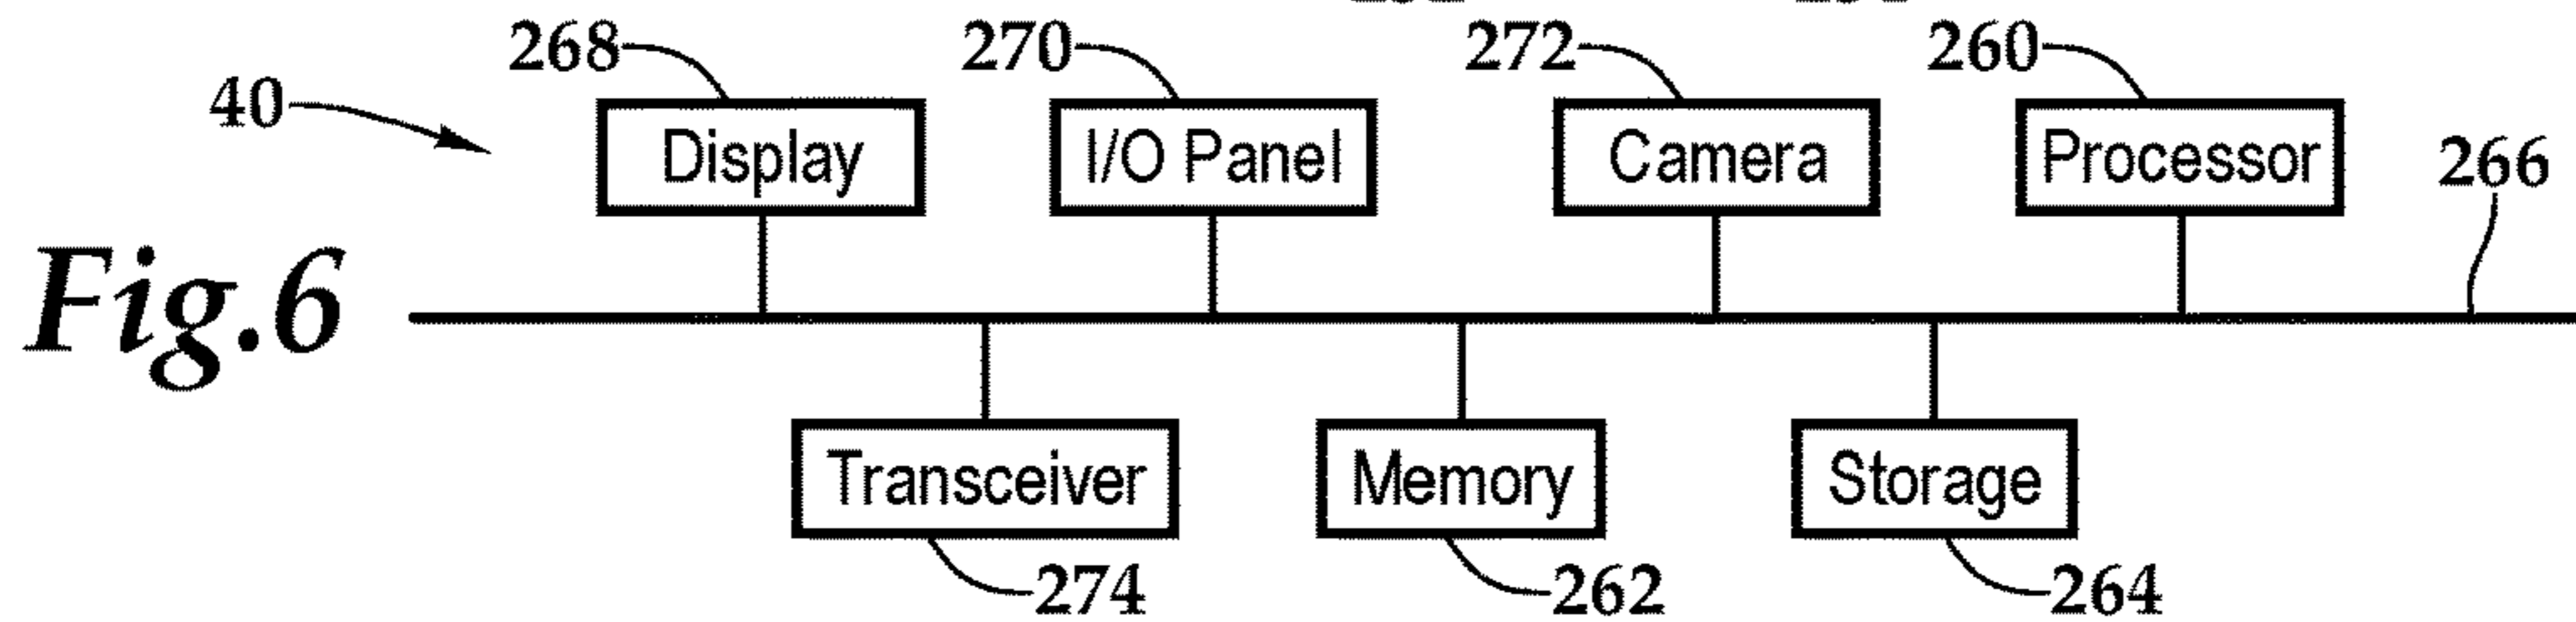 268 270 272 260
40
Display I/O Panel Camera Processor
266
Fig.6
Transceiver Memory Storage
274 262 264